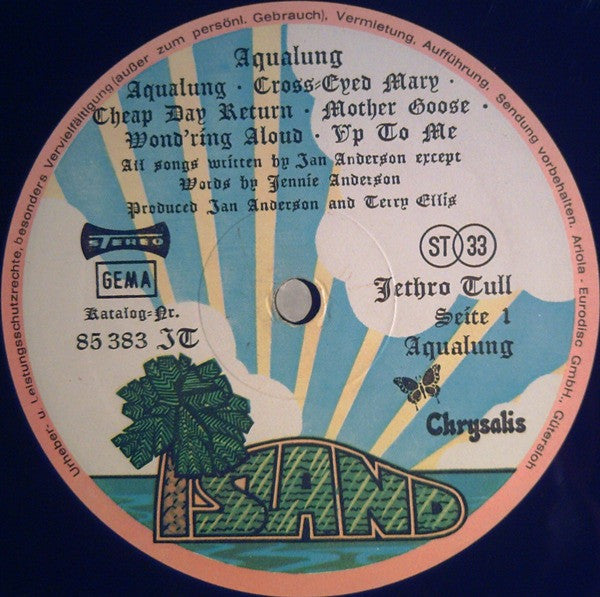 Urheber- u Leistungsschutzrechte, besonders Vervielfältigung (außer zum persönl. Gebrauch), Vermietung, Aufführung, Sendung vorbehalten. Ariola - Eurodisc GmbH., Gütersloh
Aqualung
Aqualung · Cross=Eyed Mary ·
Cheap Day Return · Mother Goose ·
Wond'ring Aloud · Up To Me
All songs written by Ian Anderson except
Words by Jennie Anderson
Produced Ian Anderson and Terry Ellis
STEREO
GEMA
Katalog=Nr.
85 383 IT
ST 33
Jethro Tull
Seite 1
Aqualung
Chrysalis
ISLAND